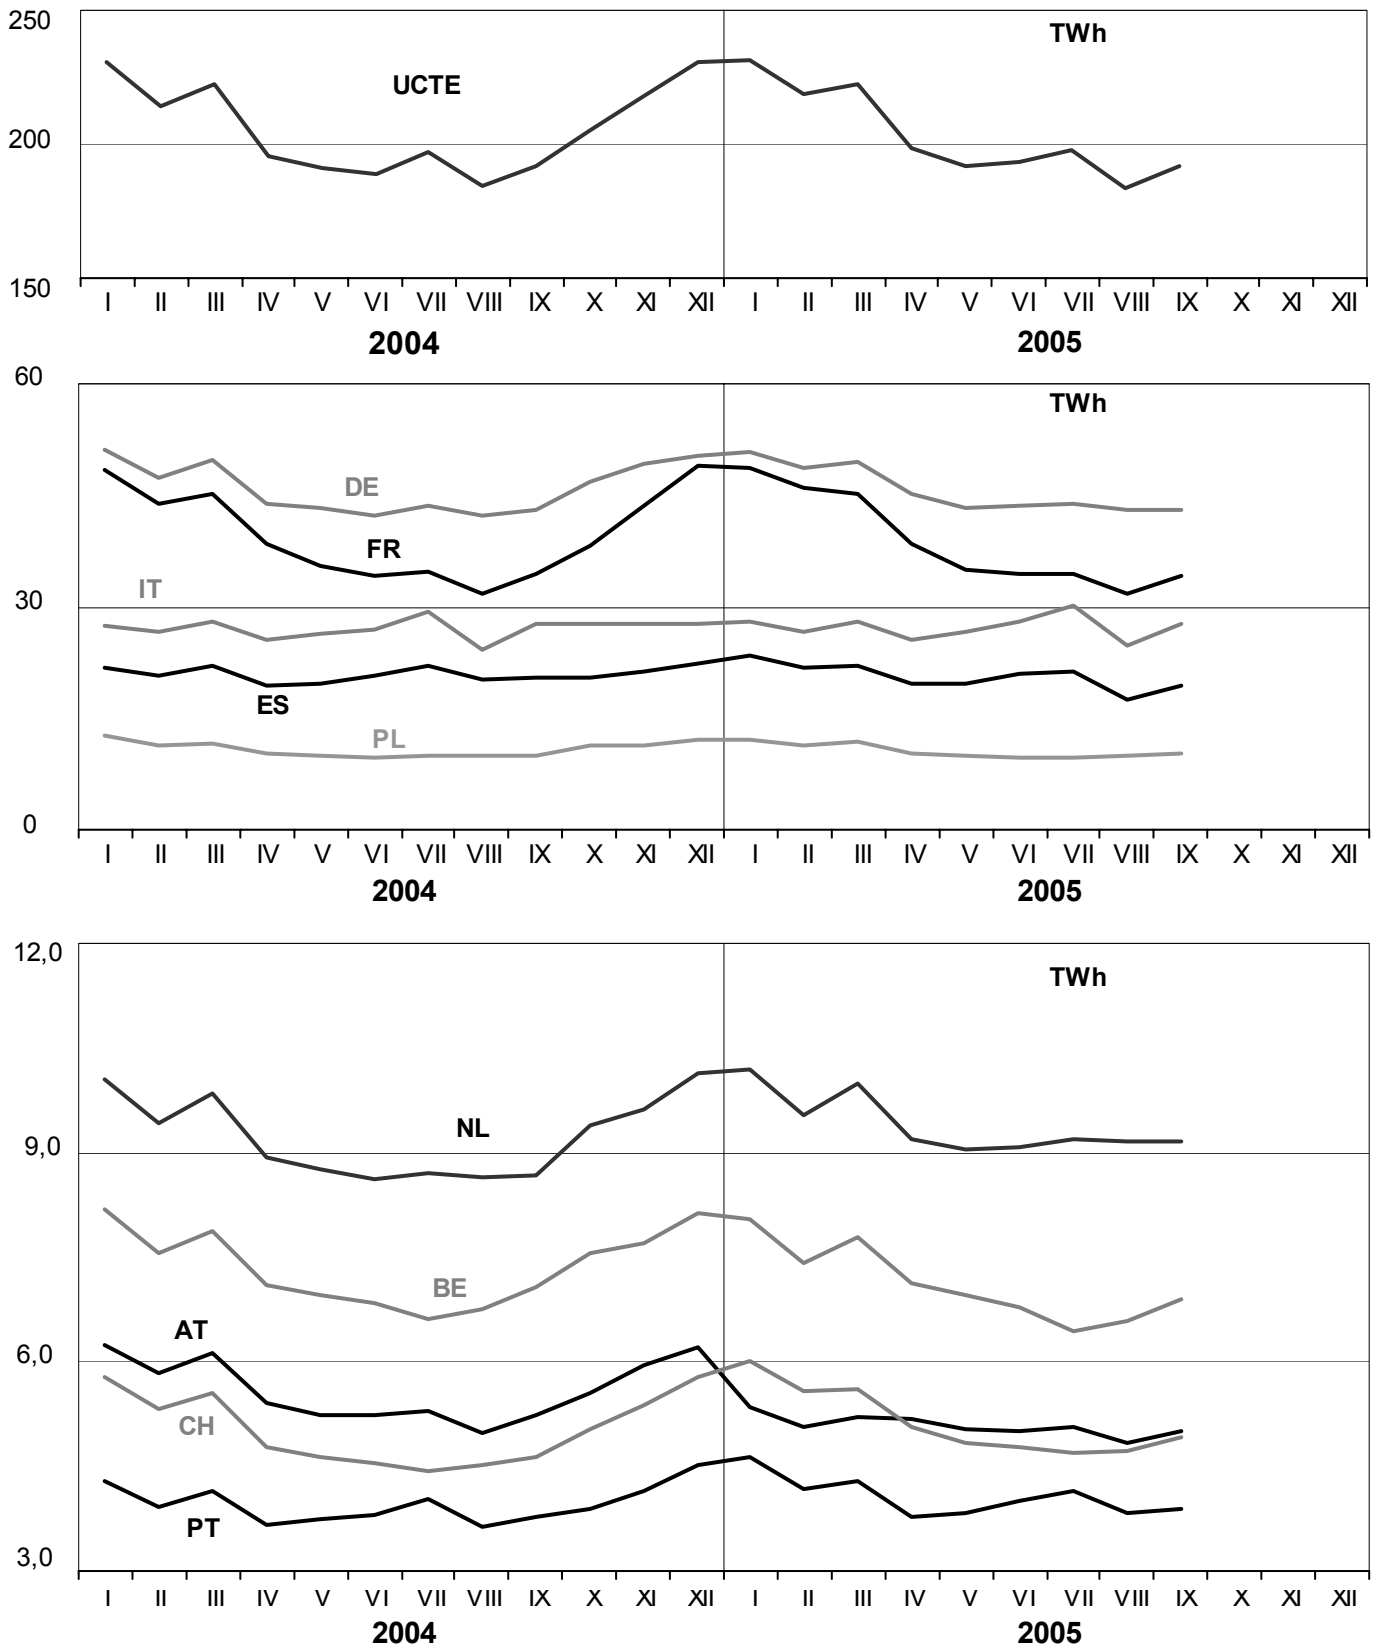 250
TWh
UCTE
200
150
I II III IV V VI VII VIII IX X XI XII I II III IV V VI VII VIII IX X XI XII
2004 2005
60
TWh
DE
FR
IT
30
ES
PL
0
I II III IV V VI VII VIII IX X XI XII I II III IV V VI VII VIII IX X XI XII
2004 2005
12,0
TWh
NL
9,0
BE
AT
6,0
CH
PT
3,0
I II III IV V VI VII VIII IX X XI XII I II III IV V VI VII VIII IX X XI XII
2004 2005